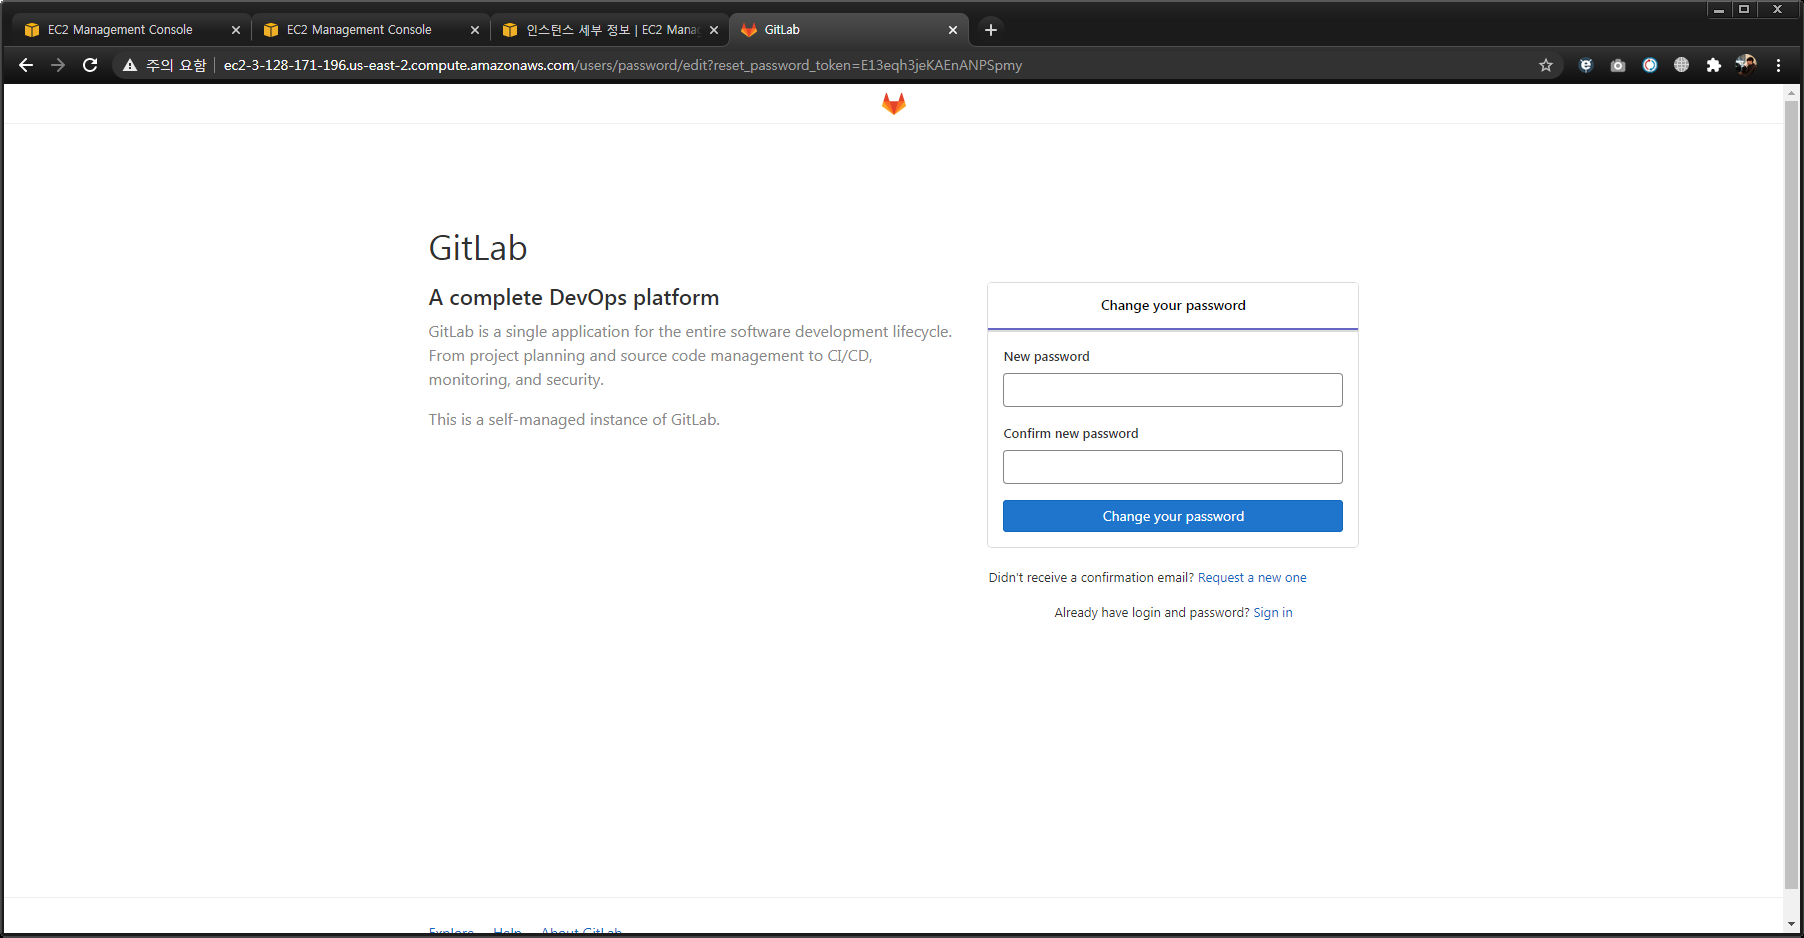 EC2 Management Console
EC2 Management Console
인스턴스 세부 정보 | EC2 Mana
GitLab
주의 요함
ec2-3-128-171-196.us-east-2.compute.amazonaws.com/users/password/edit?reset_password_token=E13eqh3jeKAEnANPSpmy
GitLab
A complete DevOps platform
GitLab is a single application for the entire software development lifecycle.
From project planning and source code management to CI/CD,
monitoring, and security.
This is a self-managed instance of GitLab.
Change your password
New password
Confirm new password
Change your password
Didn't receive a confirmation email? Request a new one
Already have login and password? Sign in
Explore Help About GitLab